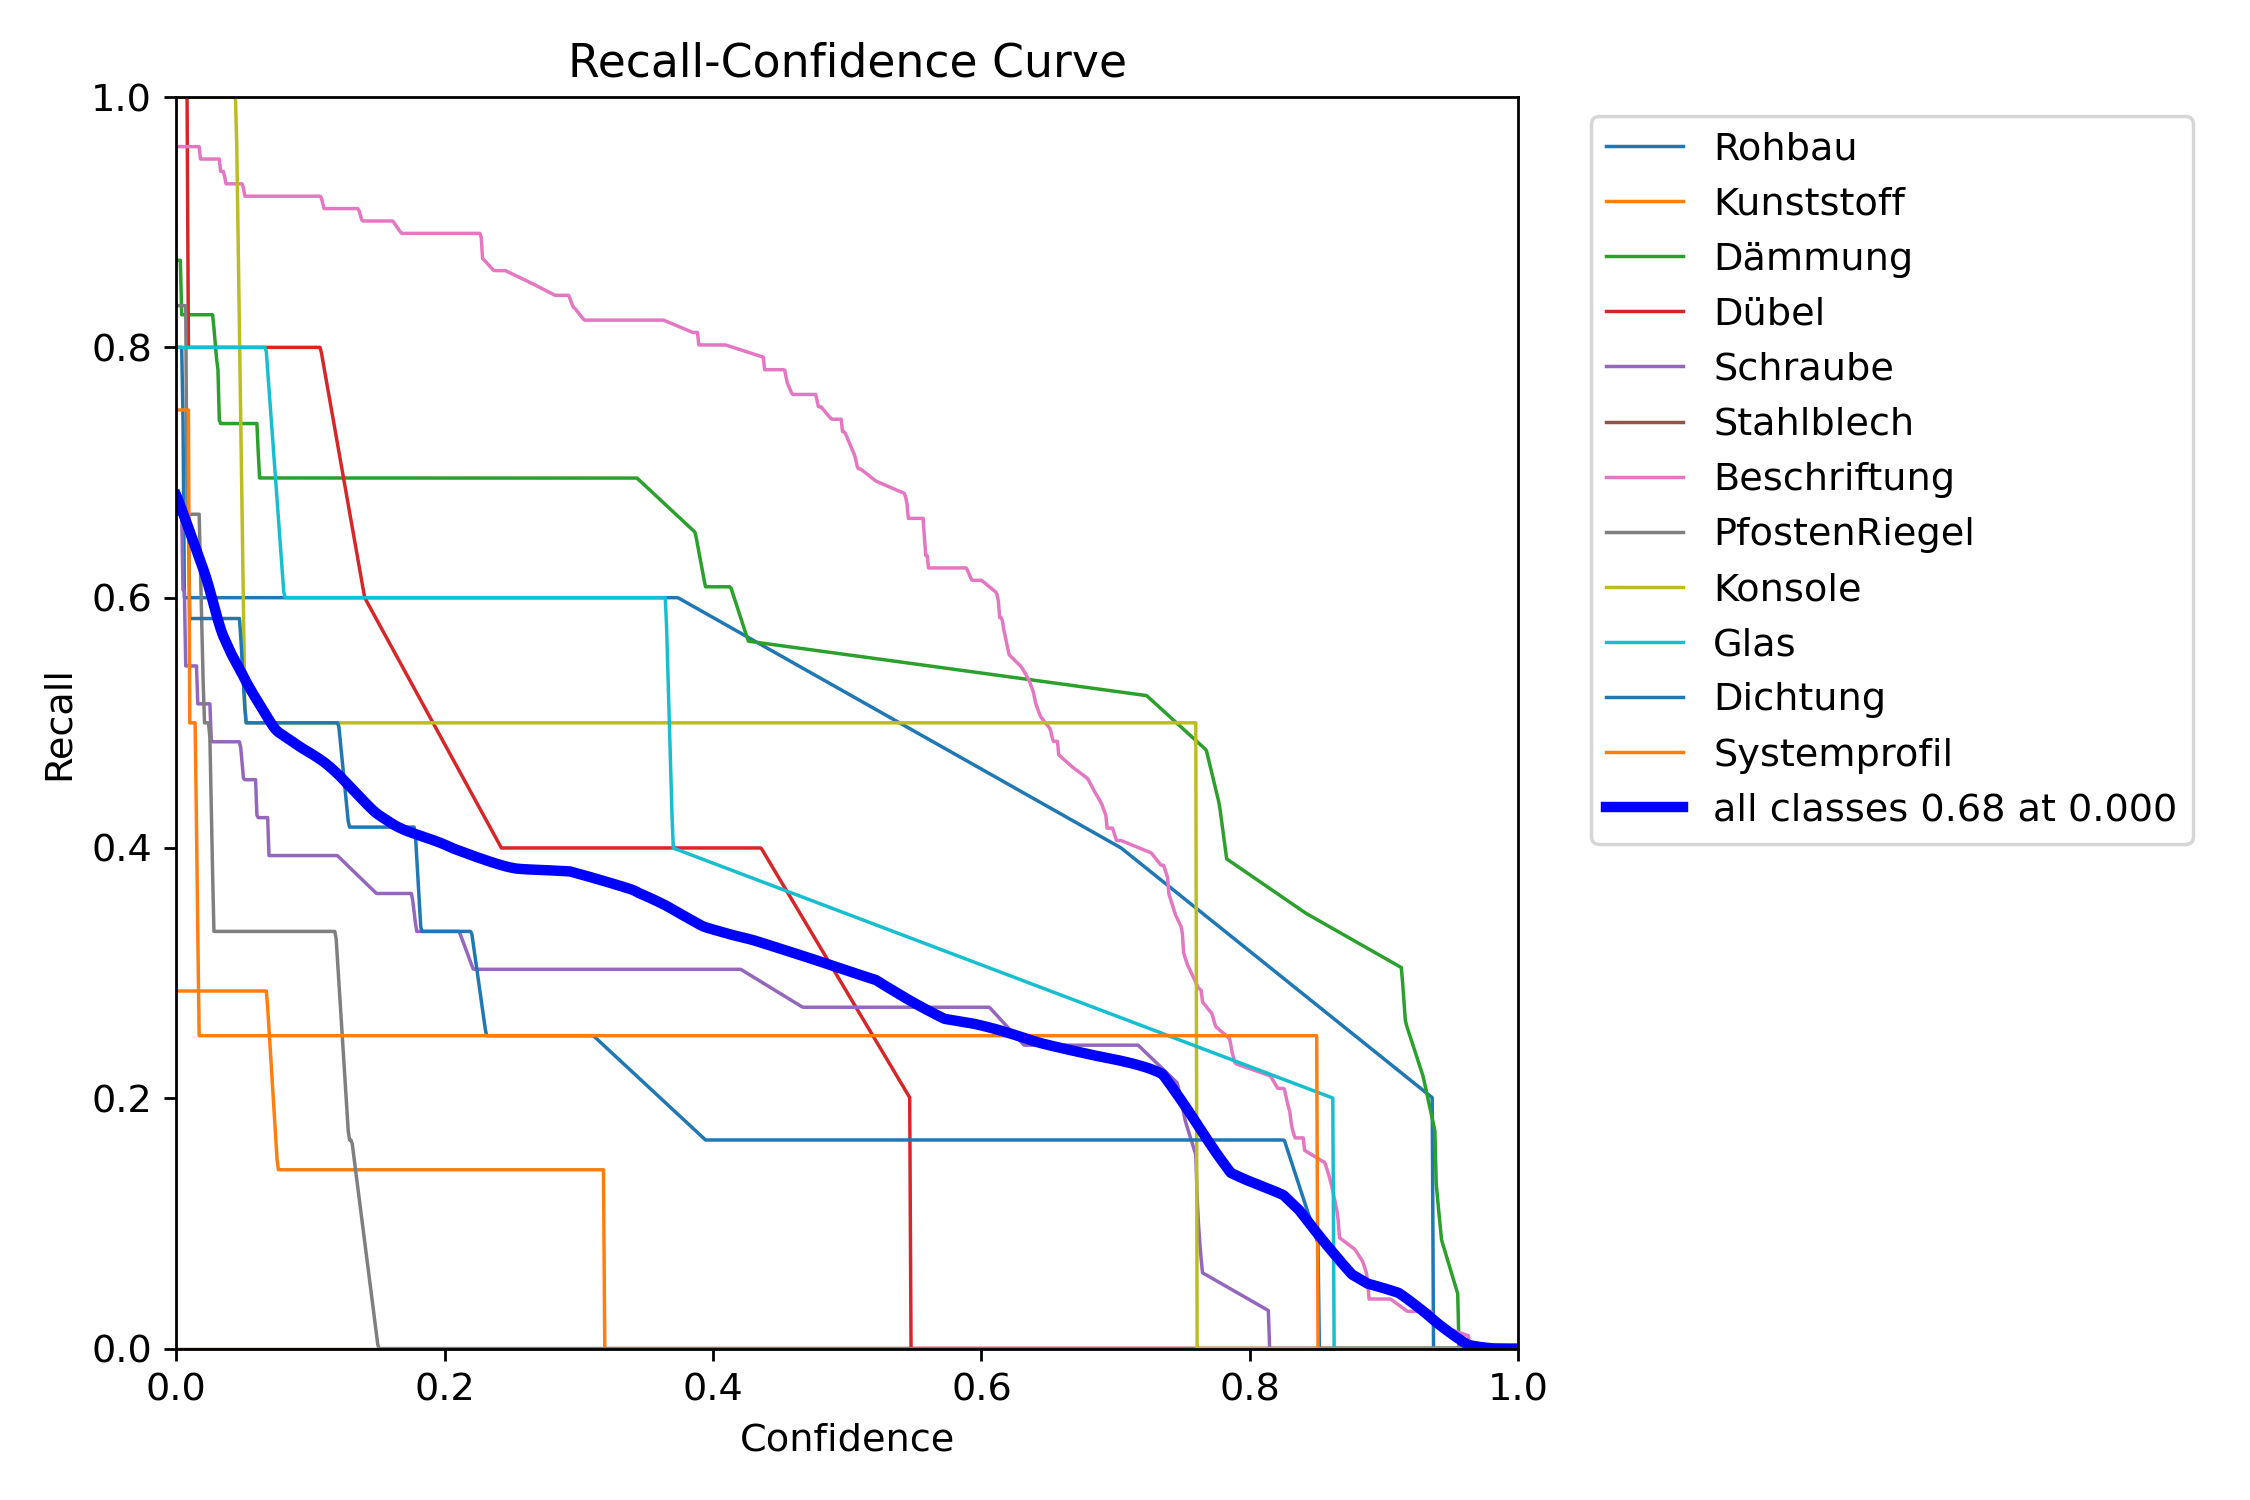 Recall-Confidence Curve
1.0
0.8
0.6
0.4
0.2
0.0
Recall
0.0 0.2 0.4 0.6 0.8 1.0
Confidence
Rohbau
Kunststoff
Dämmung
Dübel
Schraube
Stahlblech
Beschriftung
PfostenRiegel
Konsole
Glas
Dichtung
Systemprofil
all classes 0.68 at 0.000